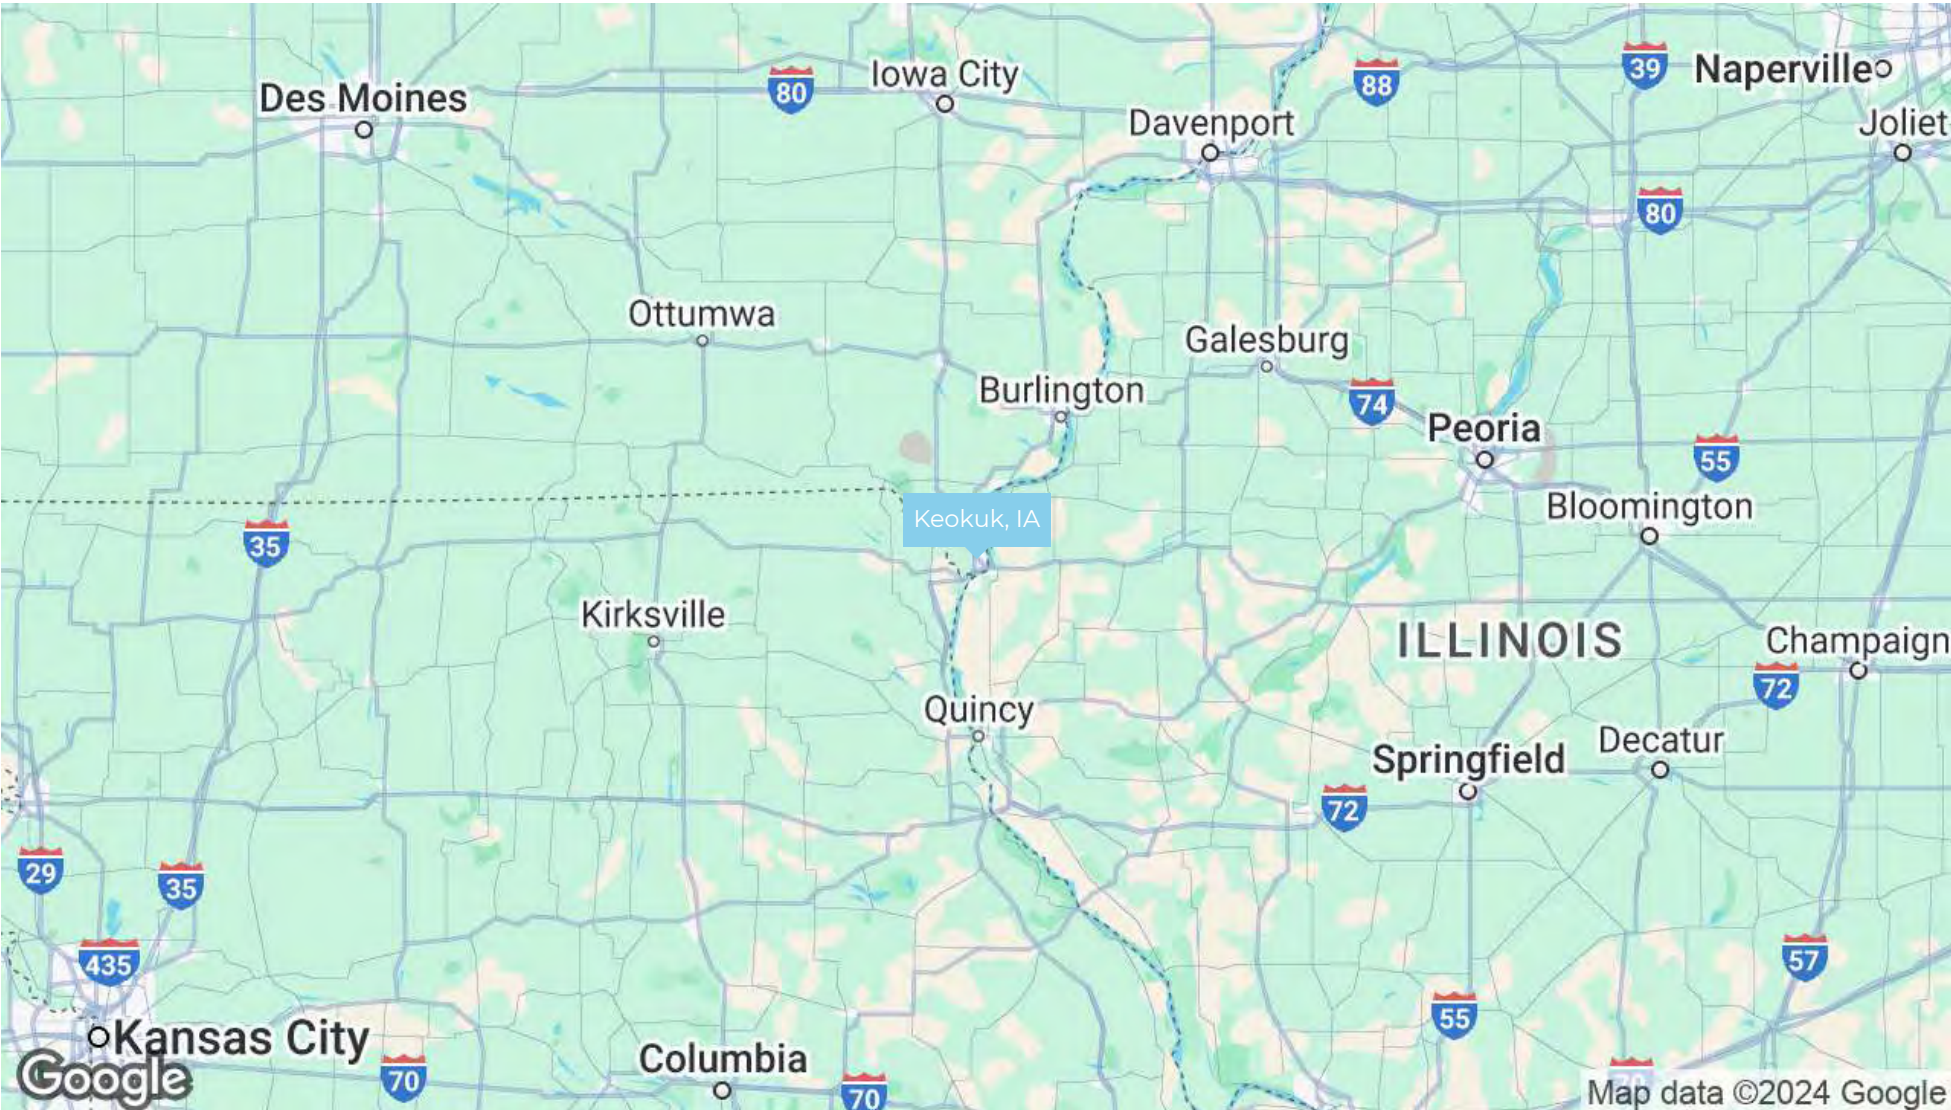 Des Moines
80
Iowa City
88
39
Naperville
Davenport
Joliet
80
Ottumwa
Galesburg
Burlington
74
Peoria
55
Bloomington
Keokuk, IA
35
Kirksville
ILLINOIS
Champaign
72
Quincy
Springfield
Decatur
72
29
35
435
57
55
Kansas City
Columbia
70
70
Google
Map data ©2024 Google